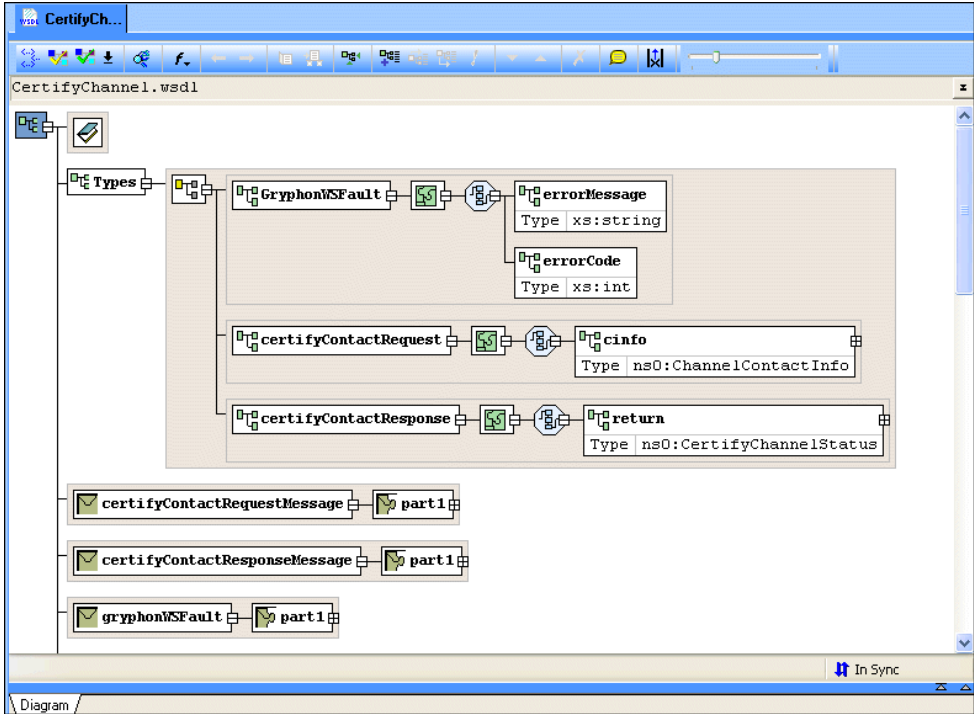 WSDL CertifyCh...
f
CertifyChannel.wsdl
Types
GryphonWSFault
errorMessage
Type xs:string
errorCode
Type xs:int
certifyContactRequest
cinfo
Type ns0:ChannelContactInfo
certifyContactResponse
return
Type ns0:CertifyChannelStatus
certifyContactRequestMessage part1
certifyContactResponseMessage part1
gryphonWSFault part1
In Sync
Diagram